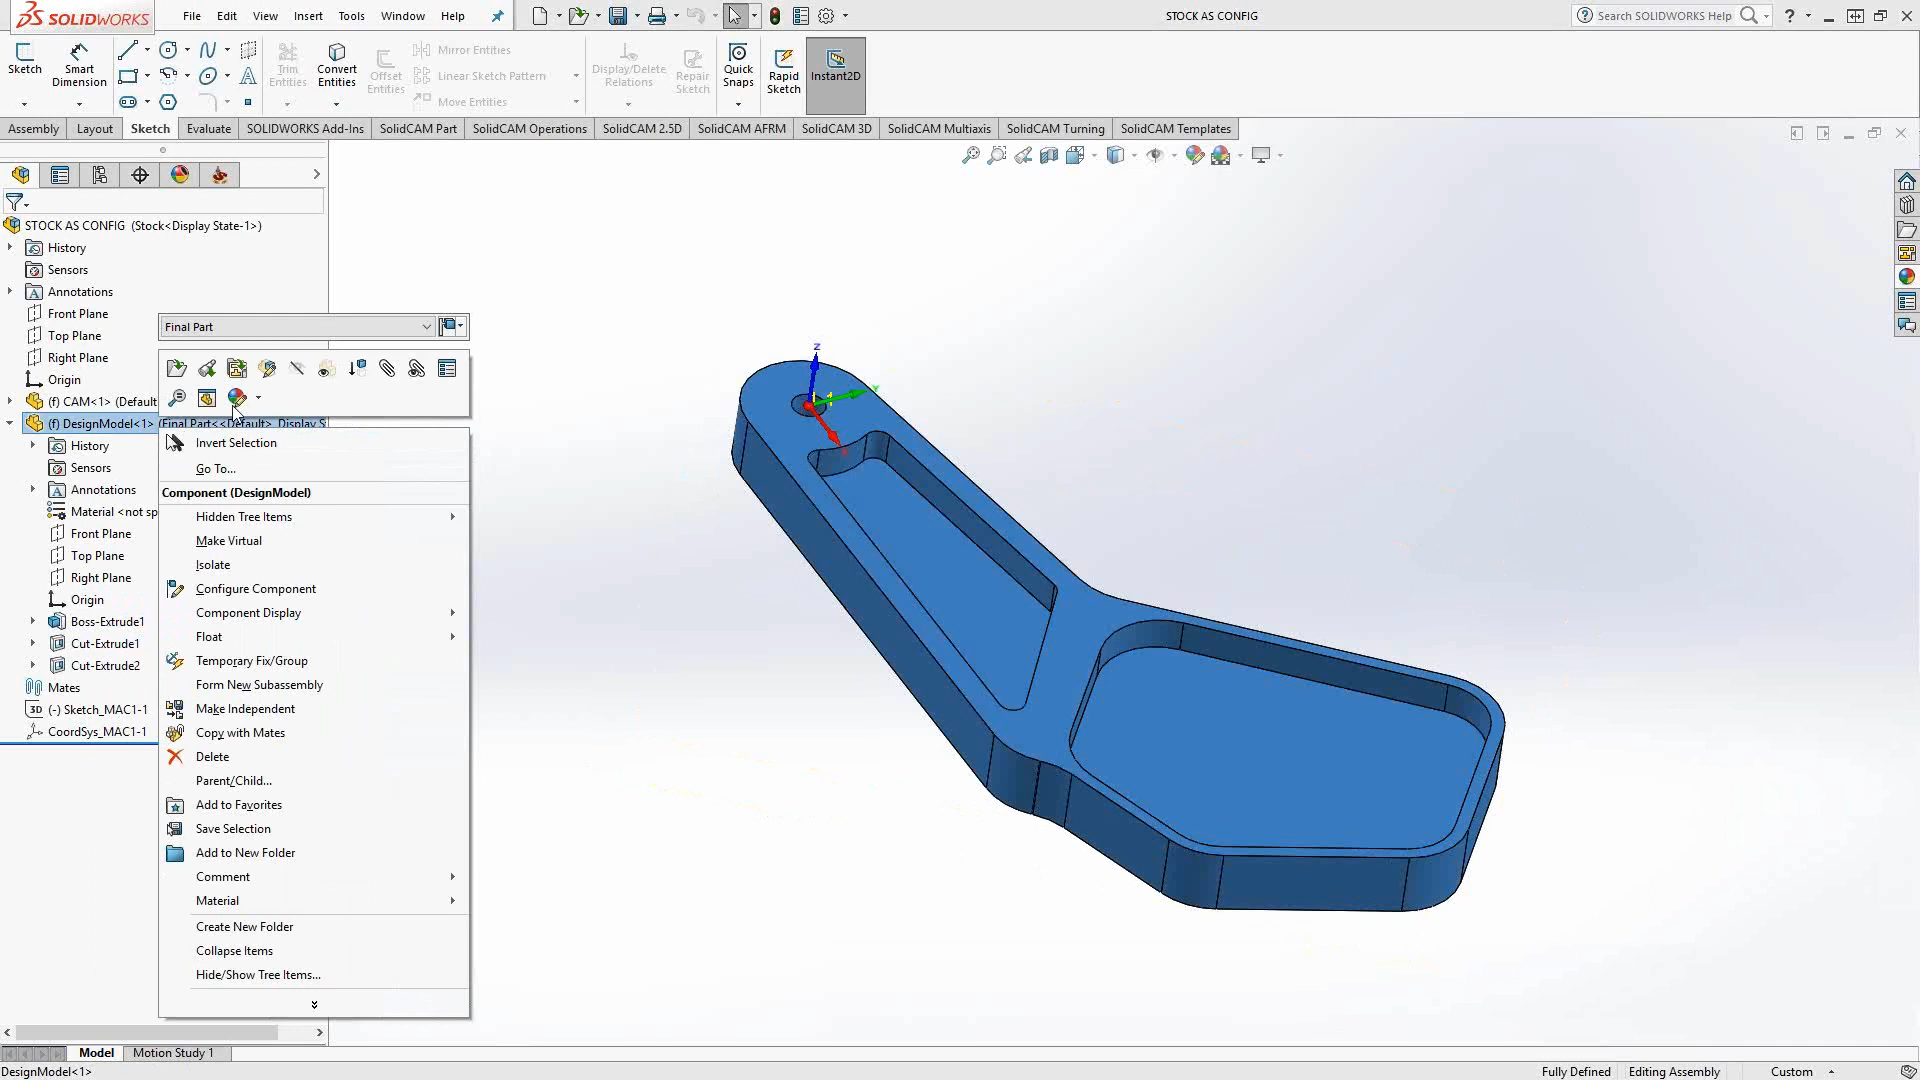 SOLIDWORKS File Edit View Insert Tools Window Help STOCK AS CONFIG Search SOLIDWORKS Help ?
Sketch
Smart Dimension
Trim Entities
Convert Entities
Offset Entities
Mirror Entities
Linear Sketch Pattern
Move Entities
Display/Delete Relations
Repair Sketch
Quick Snaps
Rapid Sketch
Instant2D
Assembly Layout Sketch Evaluate SOLIDWORKS Add-Ins SolidCAM Part SolidCAM Operations SolidCAM 2.5D SolidCAM AFRM SolidCAM 3D SolidCAM Multiaxis SolidCAM Turning SolidCAM Templates
STOCK AS CONFIG (Stock<Display State-1>)
History
Sensors
Annotations
Front Plane
Top Plane
Right Plane
Origin
(f) CAM<1> (Default
(f) DesignModel<1> (Final Part<<Default>_Display S
History
Sensors
Annotations
Material <not sp
Front Plane
Top Plane
Right Plane
Origin
Boss-Extrude1
Cut-Extrude1
Cut-Extrude2
Mates
3D (-) Sketch_MAC1-1
CoordSys_MAC1-1
Final Part
Invert Selection
Go To...
Component (DesignModel)
Hidden Tree Items
Make Virtual
Isolate
Configure Component
Component Display
Float
Temporary Fix/Group
Form New Subassembly
Make Independent
Copy with Mates
Delete
Parent/Child...
Add to Favorites
Save Selection
Add to New Folder
Comment
Material
Create New Folder
Collapse Items
Hide/Show Tree Items...
Z
Y
X
Model Motion Study 1
DesignModel<1> Fully Defined Editing Assembly Custom